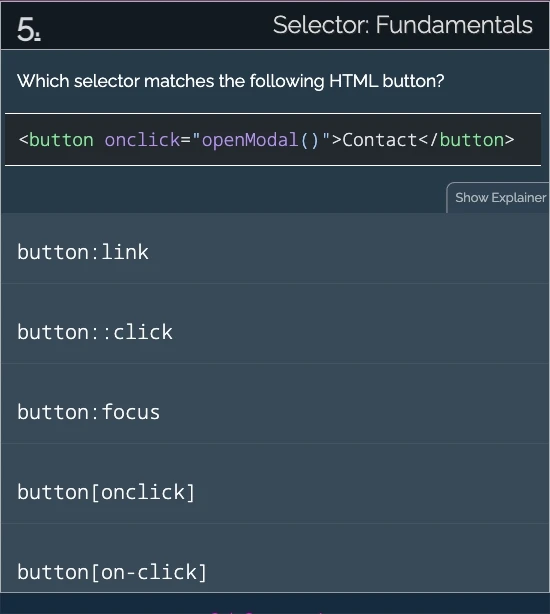 5.
Selector: Fundamentals
Which selector matches the following HTML button?
<button onclick="openModal()">Contact</button>
Show Explainer
button:link
button::click
button:focus
button[onclick]
button[on-click]